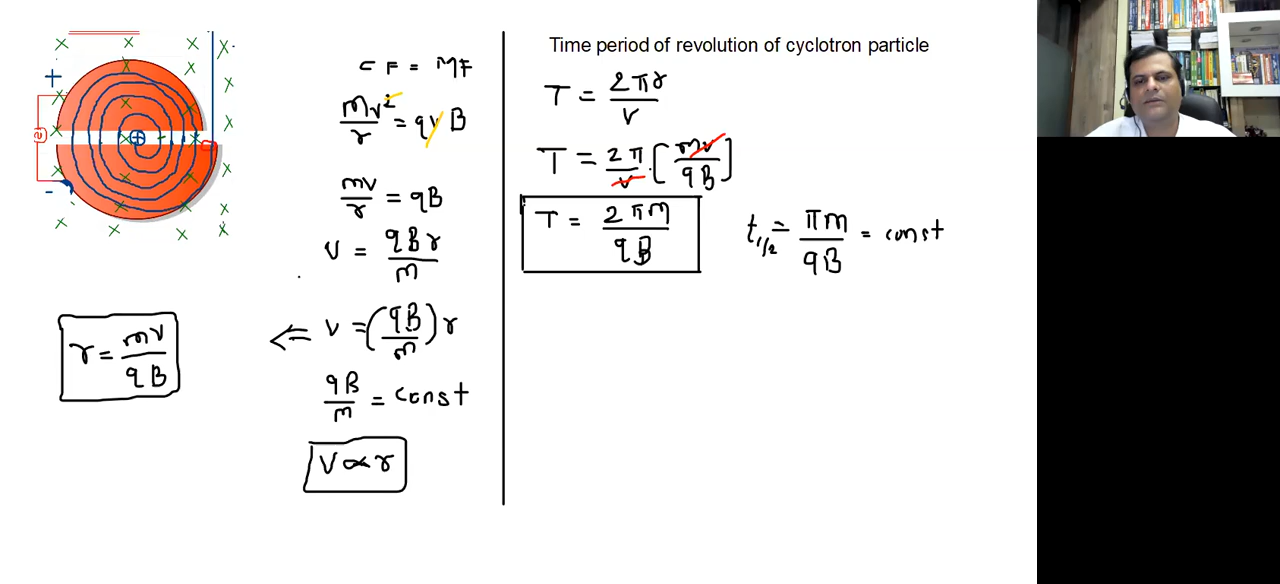 +
-
r = mv / qB
CF = MF
mv² / r = qvB
mv / r = qB
v = qBr / m
⇐ v = (qB / m) r
qB / m = const
v ∝ r
Time period of revolution of cyclotron particle
T = 2πr / v
T = 2π / v · [mv / qB]
T = 2πm / qB
t1/2 = πm / qB = const